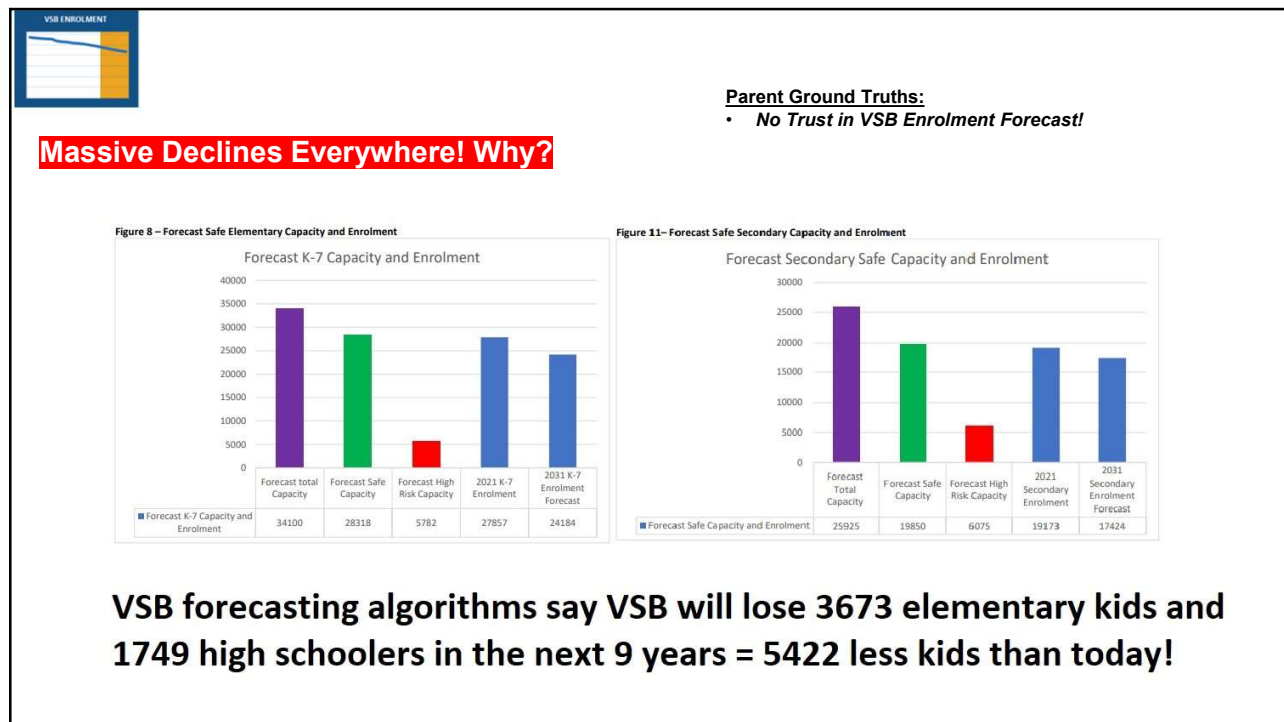 VSB ENROLMENT
Parent Ground Truths:
• No Trust in VSB Enrolment Forecast!
Massive Declines Everywhere! Why?
Figure 8 – Forecast Safe Elementary Capacity and Enrolment
Forecast K-7 Capacity and Enrolment
40000
35000
30000
25000
20000
15000
10000
5000
0
Forecast total
Capacity
Forecast Safe
Capacity
Forecast High
Risk Capacity
2021 K-7
Enrolment
2031 K-7
Enrolment
Forecast
Forecast K-7 Capacity and
Enrolment
34100
28318
5782
27857
24184
Figure 11– Forecast Safe Secondary Capacity and Enrolment
Forecast Secondary Safe Capacity and Enrolment
30000
25000
20000
15000
10000
5000
0
Forecast
Total
Capacity
Forecast Safe
Capacity
Forecast High
Risk Capacity
2021
Secondary
Enrolment
2031
Secondary
Enrolment
Forecast
Forecast Safe Capacity and Enrolment
25925
19850
6075
19173
17424
VSB forecasting algorithms say VSB will lose 3673 elementary kids and
1749 high schoolers in the next 9 years = 5422 less kids than today!